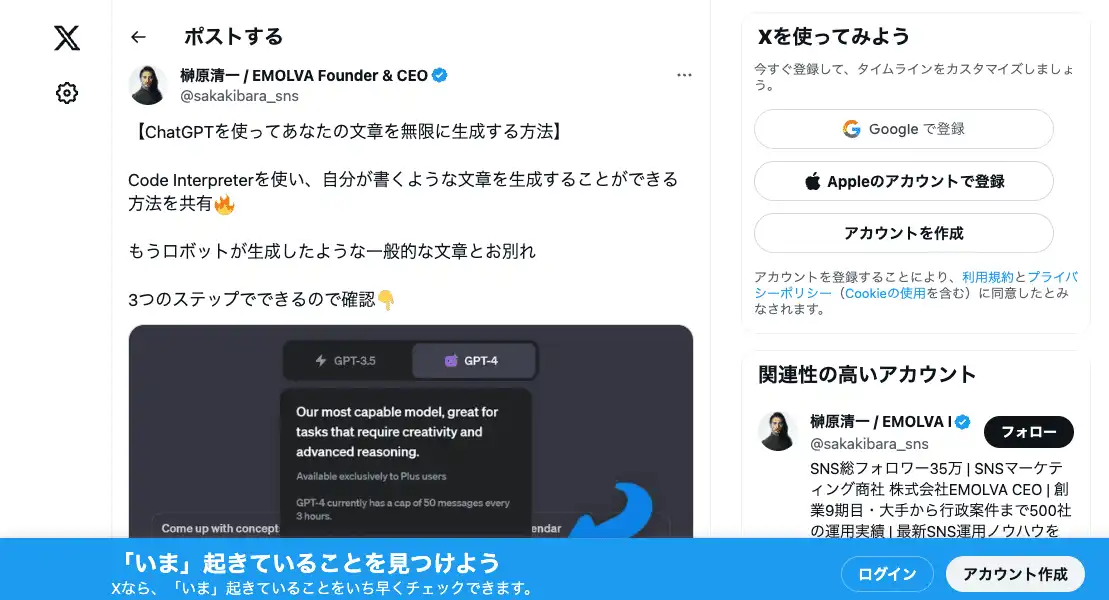 ポストする
榊原清一 / EMOLVA Founder & CEO
@sakakibara_sns
【ChatGPTを使ってあなたの文章を無限に生成する方法】
Code Interpreterを使い、自分が書くような文章を生成することができる
方法を共有🔥
もうロボットが生成したような一般的な文章とお別れ
3つのステップでできるので確認👇
GPT-3.5
GPT-4
Our most capable model, great for
tasks that require creativity and
advanced reasoning.
Available exclusively to Plus users
GPT-4 currently has a cap of 50 messages every
3 hours.
Come up with concept
endar
Xを使ってみよう
今すぐ登録して、タイムラインをカスタマイズしましょ
う。
Google で登録
Appleのアカウントで登録
アカウントを作成
アカウントを登録することにより、利用規約とプライバ
シーポリシー（Cookieの使用を含む）に同意したとみ
なされます。
関連性の高いアカウント
榊原清一 / EMOLVA I
@sakakibara_sns
フォロー
SNS総フォロワー35万 | SNSマーケテ
ィング商社 株式会社EMOLVA CEO | 創
業9期目・大手から行政案件まで500社
の運用実績 | 最新SNS運用ノウハウを
「いま」起きていることを見つけよう
Xなら、「いま」起きていることをいち早くチェックできます。
ログイン
アカウント作成